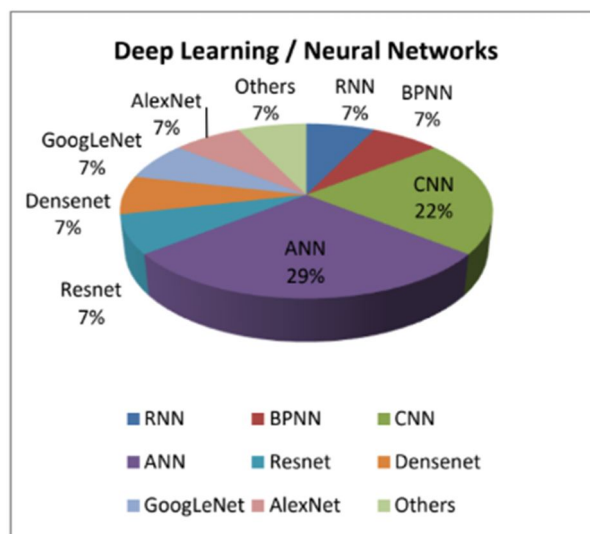 Deep Learning / Neural Networks
Others
7%
RNN
7%
BPNN
7%
AlexNet
7%
GoogLeNet
7%
CNN
22%
Densenet
7%
ANN
29%
Resnet
7%
RNN BPNN CNN
ANN Resnet Densenet
GoogLeNet AlexNet Others